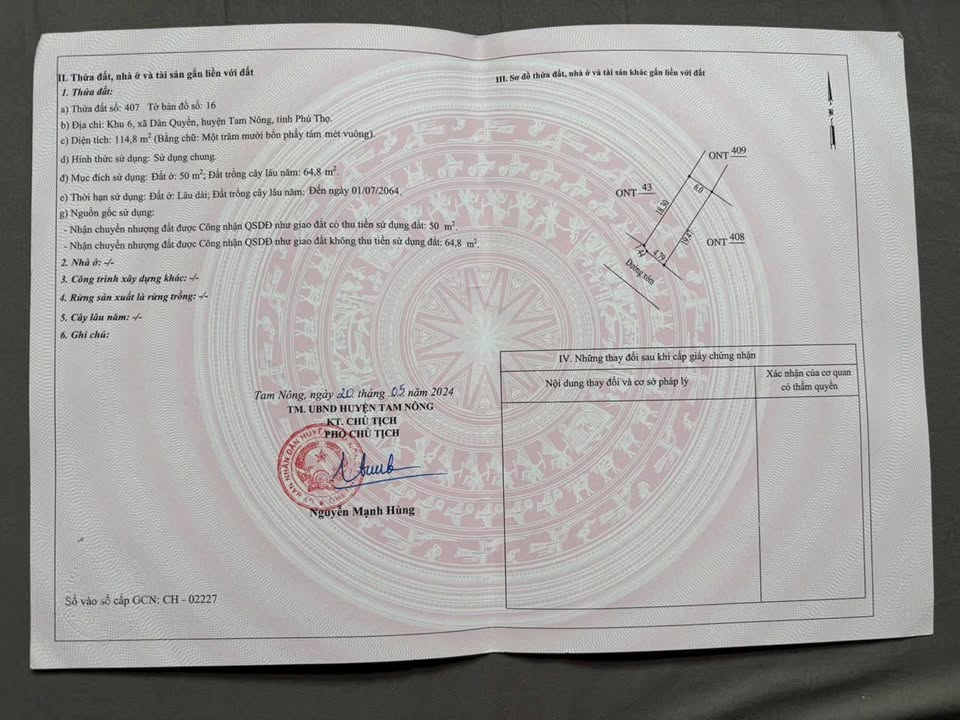 II. Thửa đất, nhà ở và tài sản gắn liền với đất
1. Thửa đất:
a) Thửa đất số: 407 Tờ bản đồ số: 16
b) Địa chỉ: Khu 6, xã Dân Quyền, huyện Tam Nông, tỉnh Phú Thọ.
c) Diện tích: 114,8 m² (Bằng chữ: Một trăm mười bốn phẩy tám mét vuông).
d) Hình thức sử dụng: Sử dụng chung.
đ) Mục đích sử dụng: Đất ở: 50 m²; Đất trồng cây lâu năm: 64,8 m².
e) Thời hạn sử dụng: Đất ở: Lâu dài; Đất trồng cây lâu năm: Đến ngày 01/07/2064.
g) Nguồn gốc sử dụng:
- Nhận chuyển nhượng đất được Công nhận QSDĐ như giao đất có thu tiền sử dụng đất: 50 m².
- Nhận chuyển nhượng đất được Công nhận QSDĐ như giao đất không thu tiền sử dụng đất: 64,8 m².
2. Nhà ở: -/-
3. Công trình xây dựng khác: -/-
4. Rừng sản xuất là rừng trồng: -/-
5. Cây lâu năm: -/-
6. Ghi chú:
Tam Nông, ngày 20 tháng 05 năm 2024
TM. UBND HUYỆN TAM NÔNG
KT. CHỦ TỊCH
PHÓ CHỦ TỊCH
Nguyễn Mạnh Hùng
Số vào sổ cấp GCN: CH - 02227
III. Sơ đồ thửa đất, nhà ở và tài sản khác gắn liền với đất
ONT 409
ONT 43
6.0
18.30
19.47
ONT 408
1.47
4.79
Đường xóm
IV. Những thay đổi sau khi cấp giấy chứng nhận
Nội dung thay đổi và cơ sở pháp lý
Xác nhận của cơ quan
có thẩm quyền